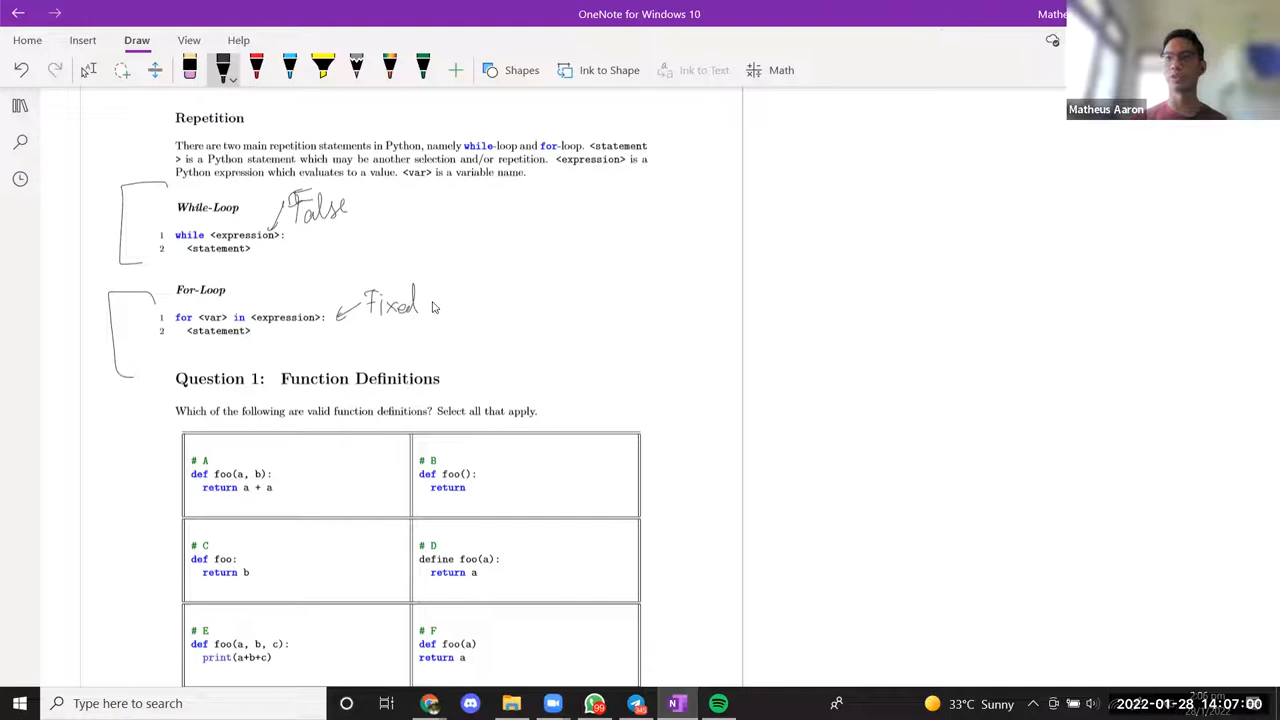 OneNote for Windows 10
Mathe
Home Insert Draw View Help
Shapes Ink to Shape Ink to Text Math
Matheus Aaron
Repetition
There are two main repetition statements in Python, namely while-loop and for-loop. <statement
> is a Python statement which may be another selection and/or repetition. <expression> is a
Python expression which evaluates to a value. <var> is a variable name.
While-Loop
False
1 while <expression>:
2 <statement>
For-Loop
Fixed
1 for <var> in <expression>:
2 <statement>
Question 1: Function Definitions
Which of the following are valid function definitions? Select all that apply.
# A
def foo(a, b):
return a + a
# B
def foo():
return
# C
def foo:
return b
# D
define foo(a):
return a
# E
def foo(a, b, c):
print(a+b+c)
# F
def foo(a)
return a
Type here to search
99
33°C Sunny
2022-01-28 14:07:00